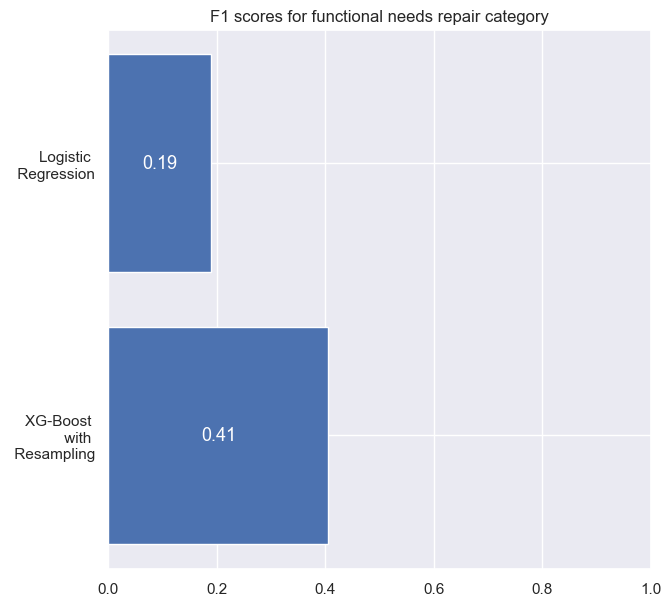 F1 scores for functional needs repair category
Logistic
Regression
0.19
XG-Boost
with
Resampling
0.41
0.0
0.2
0.4
0.6
0.8
1.0